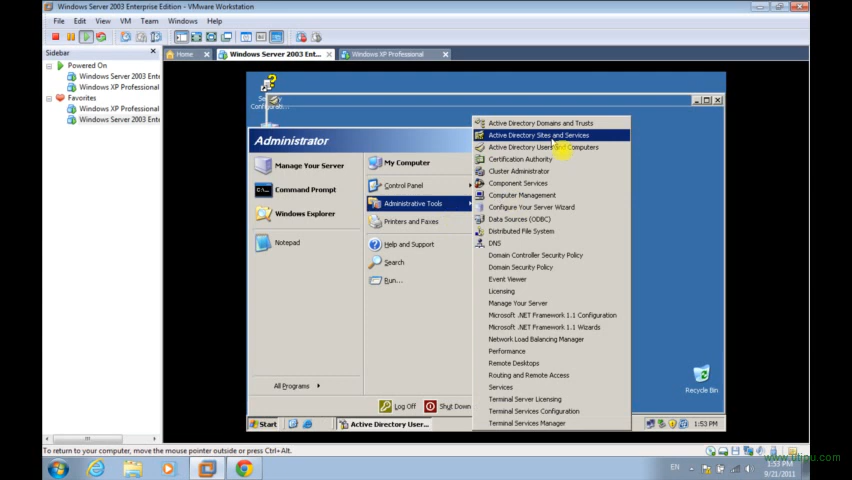 Windows Server 2003 Enterprise Edition - VMware Workstation
File Edit View VM Team Windows Help
Sidebar
Home
Windows Server 2003 Ent...
Windows XP Professional
Powered On
Windows Server 2003 Ente
Windows XP Professional
Favorites
Windows XP Professional
Windows Server 2003 Ente
Administrator
Manage Your Server
Command Prompt
Windows Explorer
Notepad
All Programs
My Computer
Control Panel
Administrative Tools
Printers and Faxes
Help and Support
Search
Run...
Log Off
Shut Down
Active Directory Domains and Trusts
Active Directory Sites and Services
Active Directory Users and Computers
Certification Authority
Cluster Administrator
Component Services
Computer Management
Configure Your Server Wizard
Data Sources (ODBC)
Distributed File System
DNS
Domain Controller Security Policy
Domain Security Policy
Event Viewer
Licensing
Manage Your Server
Microsoft .NET Framework 1.1 Configuration
Microsoft .NET Framework 1.1 Wizards
Network Load Balancing Manager
Performance
Remote Desktops
Routing and Remote Access
Services
Terminal Server Licensing
Terminal Services Configuration
Terminal Services Manager
Recycle Bin
Start
Active Directory User...
1:53 PM
To return to your computer, move the mouse pointer outside or press Ctrl+Alt.
EN
1:53 PM
9/21/2011